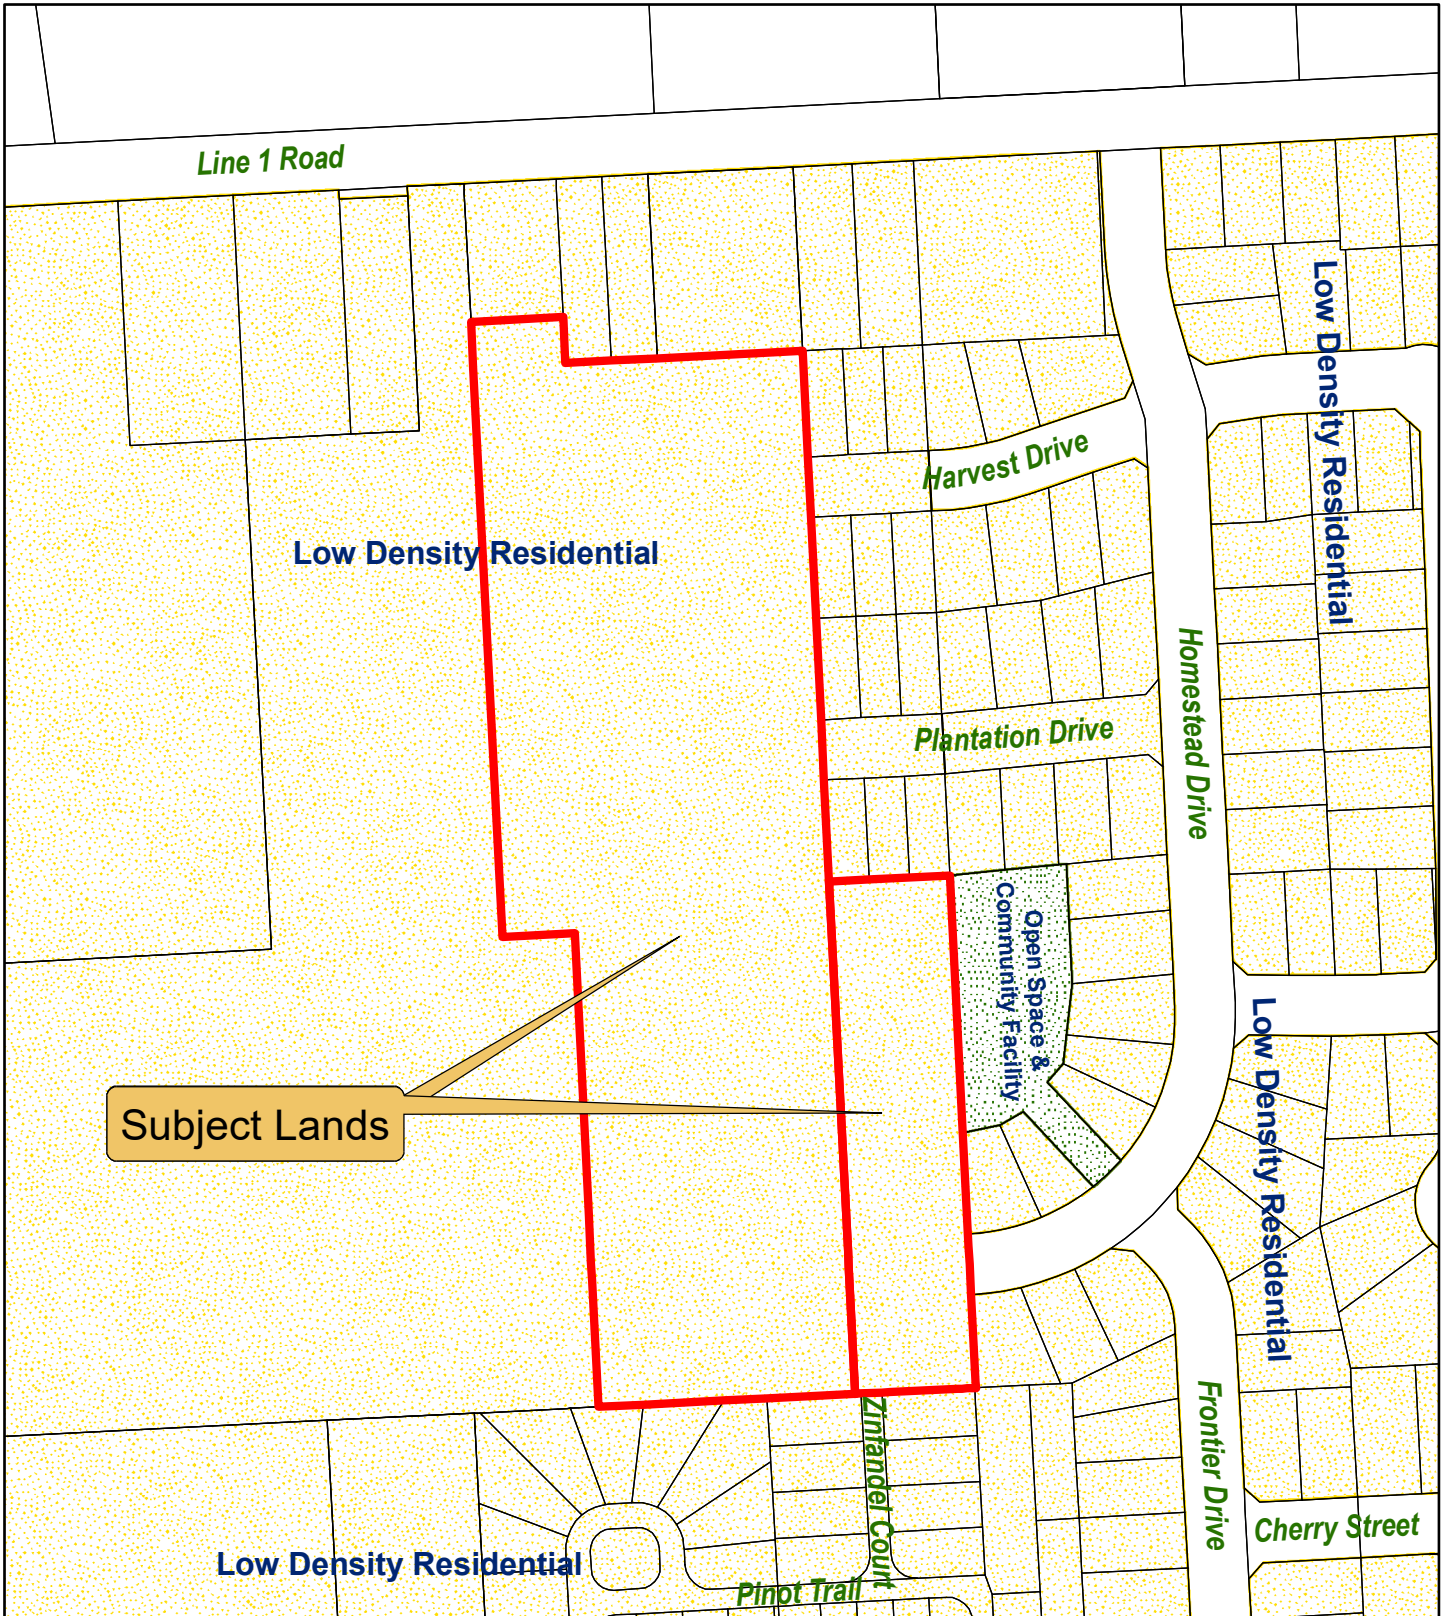 Line 1 Road
Low Density Residential
Harvest Drive
Low Density Residential
Homestead Drive
Plantation Drive
Open Space &
Community Facility
Low Density Residential
Subject Lands
Zinfandel Court
Frontier Drive
Cherry Street
Low Density Residential
Pinot Trail